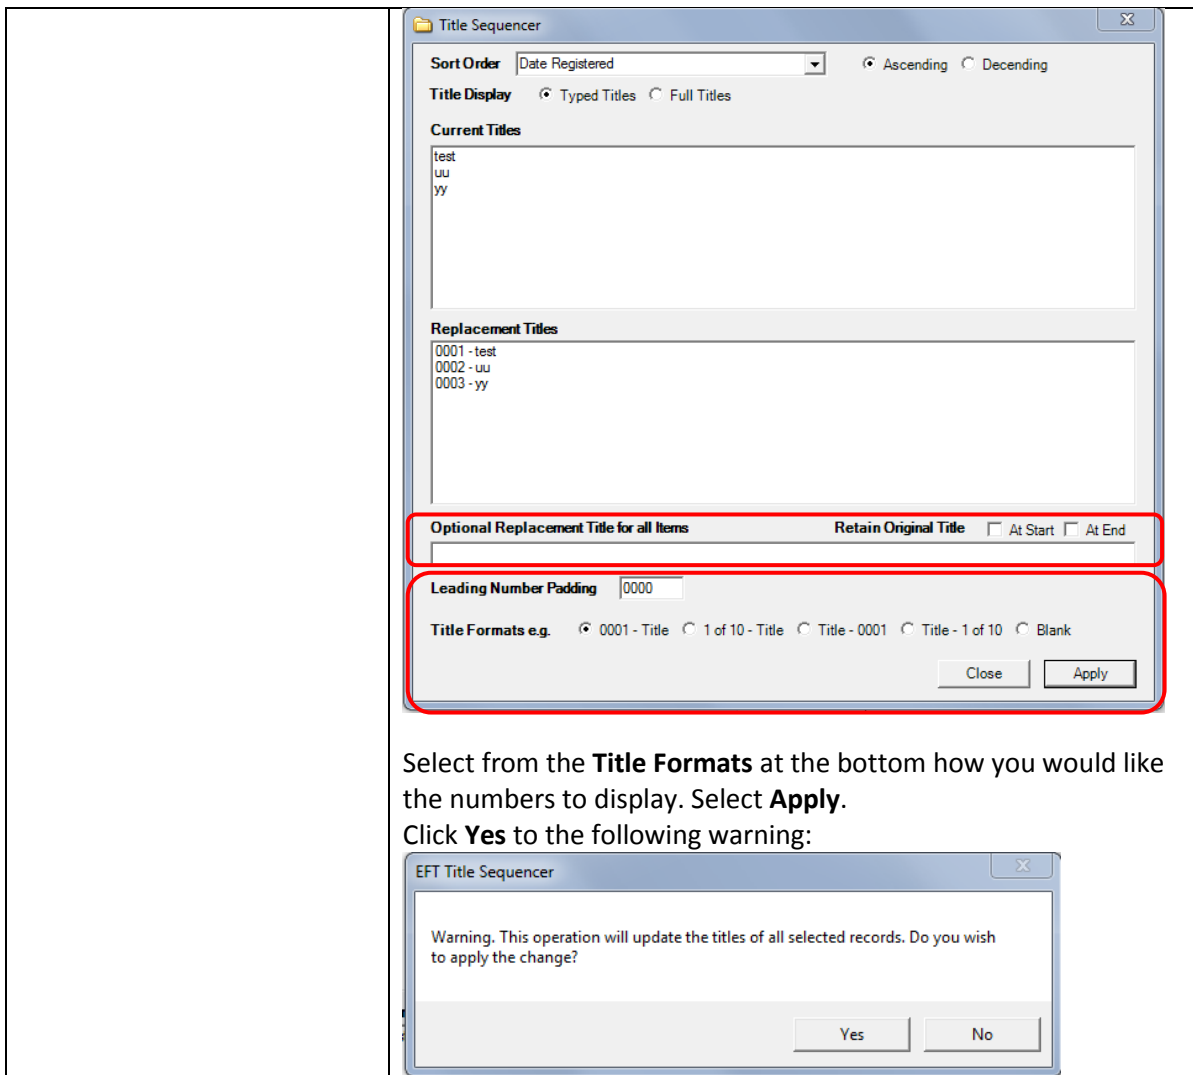 Title Sequencer
Sort Order Date Registered Ascending Decending
Title Display Typed Titles Full Titles
Current Titles
test
uu
yy
Replacement Titles
0001 - test
0002 - uu
0003 - yy
Optional Replacement Title for all Items Retain Original Title At Start At End
Leading Number Padding 0000
Title Formats e.g. 0001 - Title 1 of 10 - Title Title - 0001 Title - 1 of 10 Blank
Close Apply
Select from the Title Formats at the bottom how you would like
the numbers to display. Select Apply.
Click Yes to the following warning:
EFT Title Sequencer
Warning. This operation will update the titles of all selected records. Do you wish
to apply the change?
Yes No